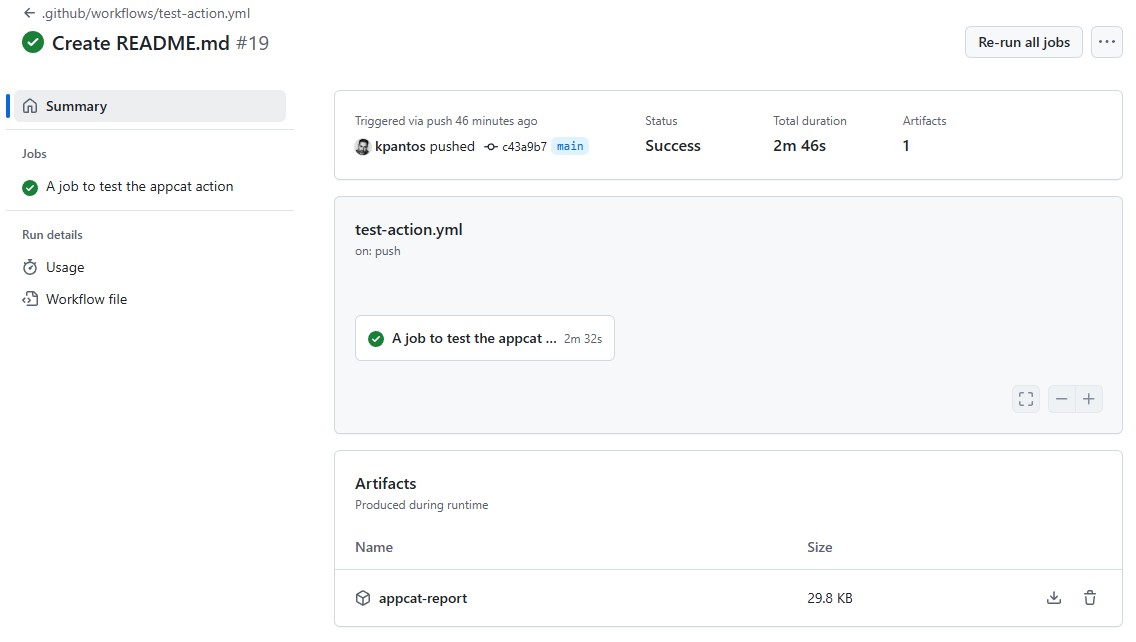 .github/workflows/test-action.yml
Create README.md #19
Re-run all jobs
Summary
Jobs
A job to test the appcat action
Run details
Usage
Workflow file
Triggered via push 46 minutes ago
kpantos pushed c43a9b7 main
Status
Success
Total duration
2m 46s
Artifacts
1
test-action.yml
on: push
A job to test the appcat ... 2m 32s
Artifacts
Produced during runtime
Name Size
appcat-report 29.8 KB